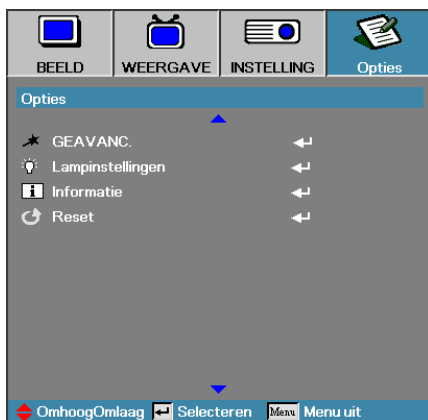 BEELD WEERGAVE INSTELLING Opties
Opties
GEAVANC.
Lampinstellingen
i Informatie
Reset
OmhoogOmlaag Selecteren Menu Menu uit